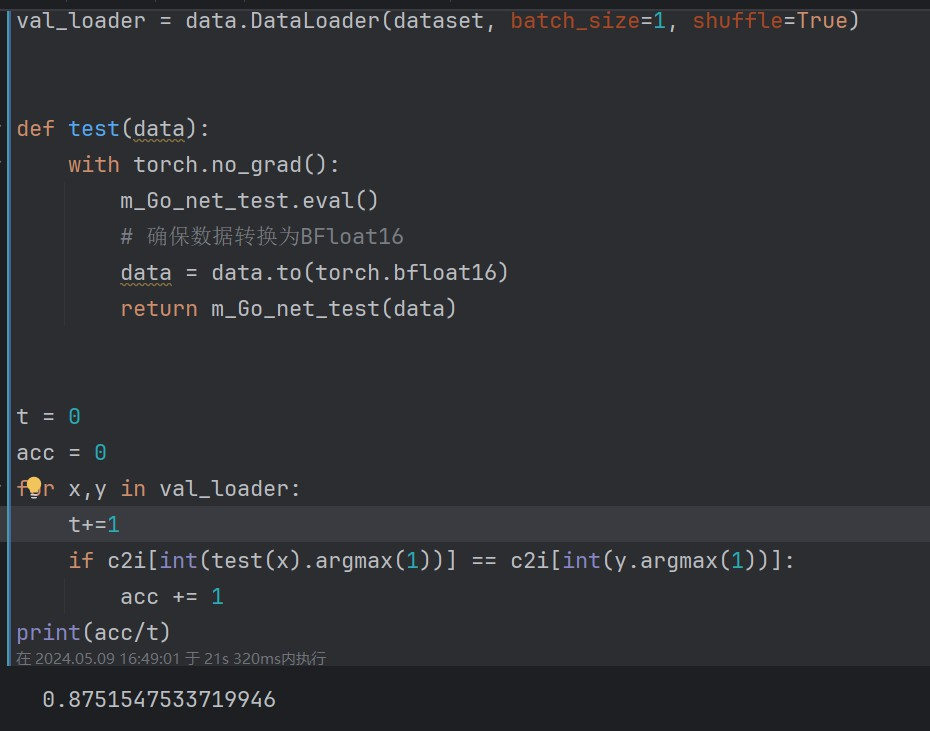 val_loader = data.DataLoader(dataset, batch_size=1, shuffle=True)
def test(data):
    with torch.no_grad():
        m_Go_net_test.eval()
        # 确保数据转换为BFloat16
        data = data.to(torch.bfloat16)
        return m_Go_net_test(data)
t = 0
acc = 0
for x,y in val_loader:
    t+=1
    if c2i[int(test(x).argmax(1))] == c2i[int(y.argmax(1))]:
        acc += 1
print(acc/t)
在 2024.05.09 16:49:01 于 21s 320ms内执行
0.8751547533719946